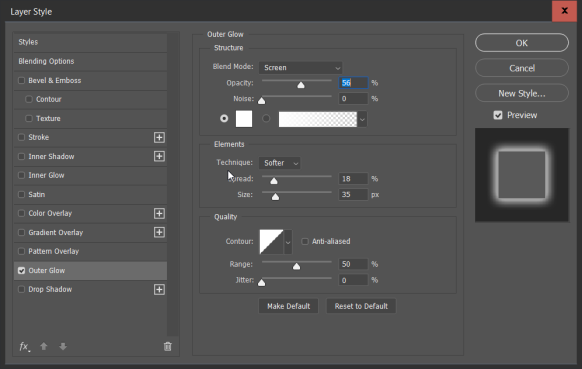 Layer Style
x
Styles
Blending Options
Bevel & Emboss
Contour
Texture
Stroke
Inner Shadow
Inner Glow
Satin
Color Overlay
Gradient Overlay
Pattern Overlay
Outer Glow
Drop Shadow
fx
Outer Glow
Structure
Blend Mode: Screen
Opacity: 56 %
Noise: 0 %
Elements
Technique: Softer
Spread: 18 %
Size: 35 px
Quality
Contour: Anti-aliased
Range: 50 %
Jitter: 0 %
Make Default Reset to Default
OK
Cancel
New Style...
Preview